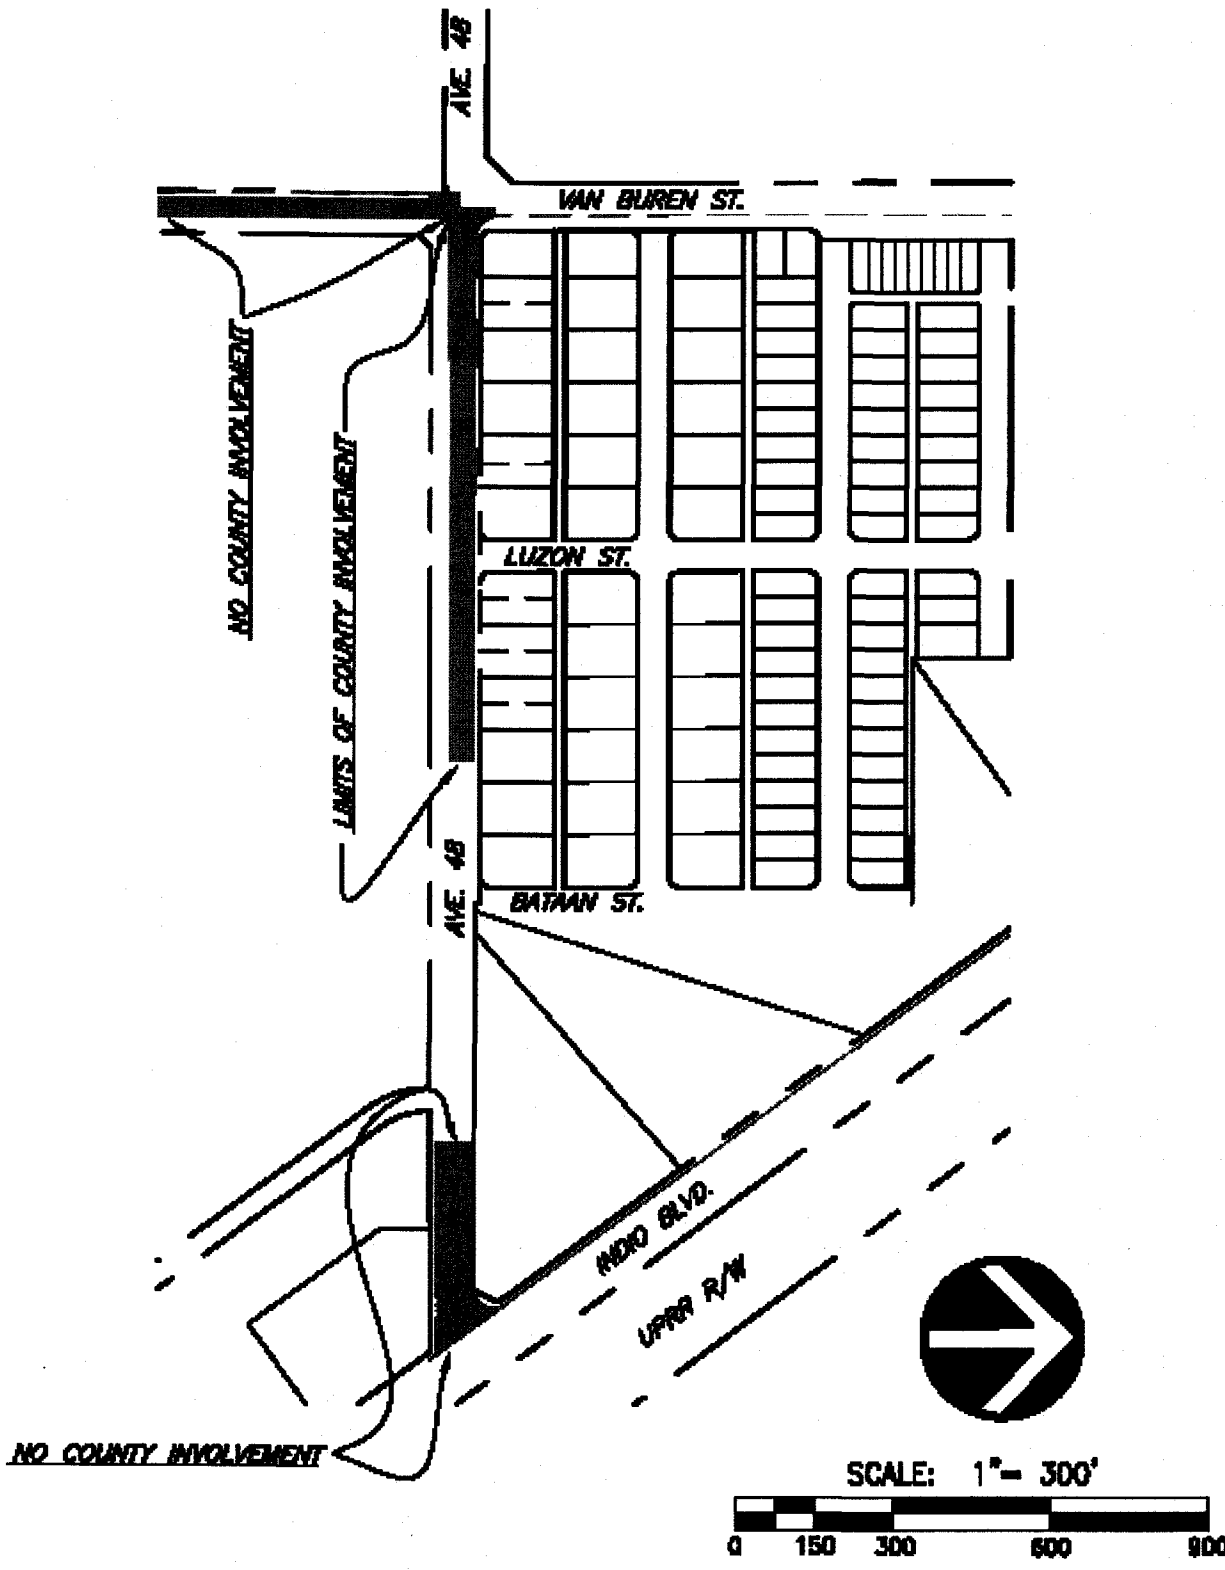 AVE. 48
VAN BUREN ST.
NO COUNTY INVOLVEMENT
LIMITS OF COUNTY INVOLVEMENT
LUZON ST.
AVE. 48
BATAAN ST.
INDIO BLVD.
UPRR R/W
NO COUNTY INVOLVEMENT
SCALE: 1"= 300'
0 150 300 600 900